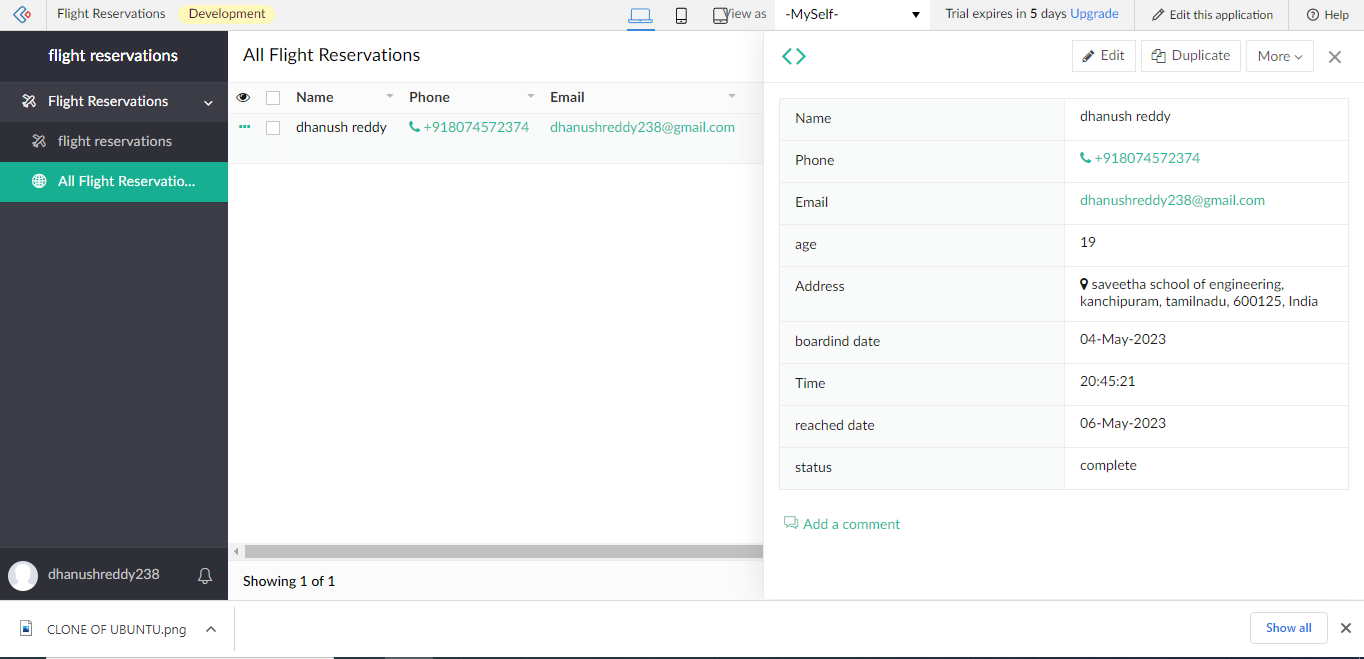 Flight Reservations Development View as -MySelf- Trial expires in 5 days Upgrade Edit this application Help
flight reservations
Flight Reservations
flight reservations
All Flight Reservatio...
dhanushreddy238
All Flight Reservations
Name Phone Email
dhanush reddy +918074572374 dhanushreddy238@gmail.com
Showing 1 of 1
Edit Duplicate More
Name dhanush reddy
Phone +918074572374
Email dhanushreddy238@gmail.com
age 19
Address saveetha school of engineering,
kanchipuram, tamilnadu, 600125, India
boardind date 04-May-2023
Time 20:45:21
reached date 06-May-2023
status complete
Add a comment
CLONE OF UBUNTU.png Show all